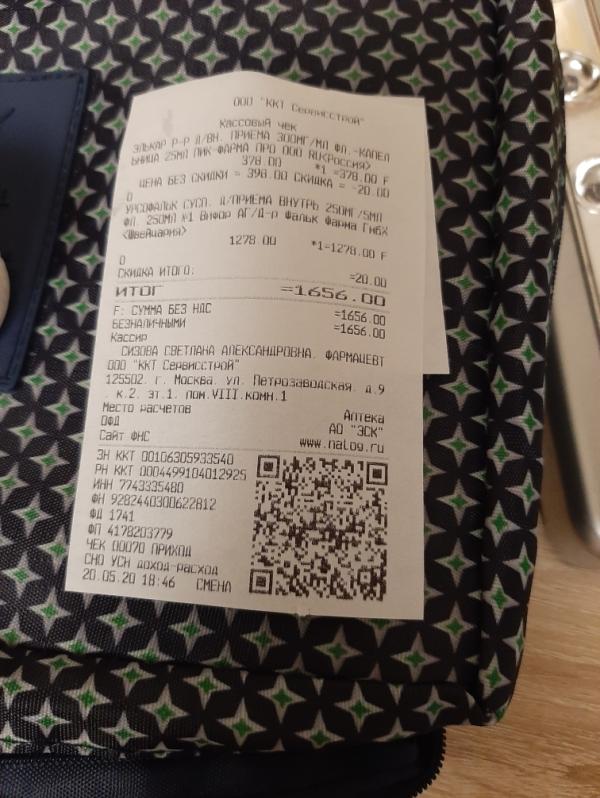 ООО "ККТ Сервисстрой"
Кассовый чек
ЭЛЬКАР Р-Р Д/ВН. ПРИЕМА 300МГ/МЛ ФЛ.-КАПЕЛ
ЬНИЦА 25МЛ ПИК-ФАРМА ПРО ООО RU<Россия>
378.00 *1 =378.00 F
ЦЕНА БЕЗ СКИДКИ = 398.00 СКИДКА = -20.00
0
УРСОФАЛЬК СУСП. Д/ПРИЕМА ВНУТРЬ 250МГ/5МЛ
ФЛ. 250МЛ №1 Вифор АГ/Д-р Фальк Фарма ГмбХ
<Швейцария>
1278.00 *1=1278.00 F
0
СКИДКА ИТОГО: =20.00
ИТОГ =1656.00
F: СУММА БЕЗ НДС =1656.00
БЕЗНАЛИЧНЫМИ =1656.00
Кассир
СИЗОВА СВЕТЛАНА АЛЕКСАНДРОВНА. ФАРМАЦЕВТ
ООО "ККТ Сервисстрой"
125502. г. Москва. ул. Петрозаводская. д.9
. к.2. эт.1. пом.VIII.комн.1
Место расчетов Аптека
ОФД АО "ЭСК"
Сайт ФНС www.nalog.ru
ЗН ККТ 00106305933540
РН ККТ 0004499104012925
ИНН 7743335480
ФН 9282440300622812
ФД 1741
ФП 4178203779
ЧЕК 00070 ПРИХОД
СНО УСН доход-расход
20.05.20 18:46 СМЕНА